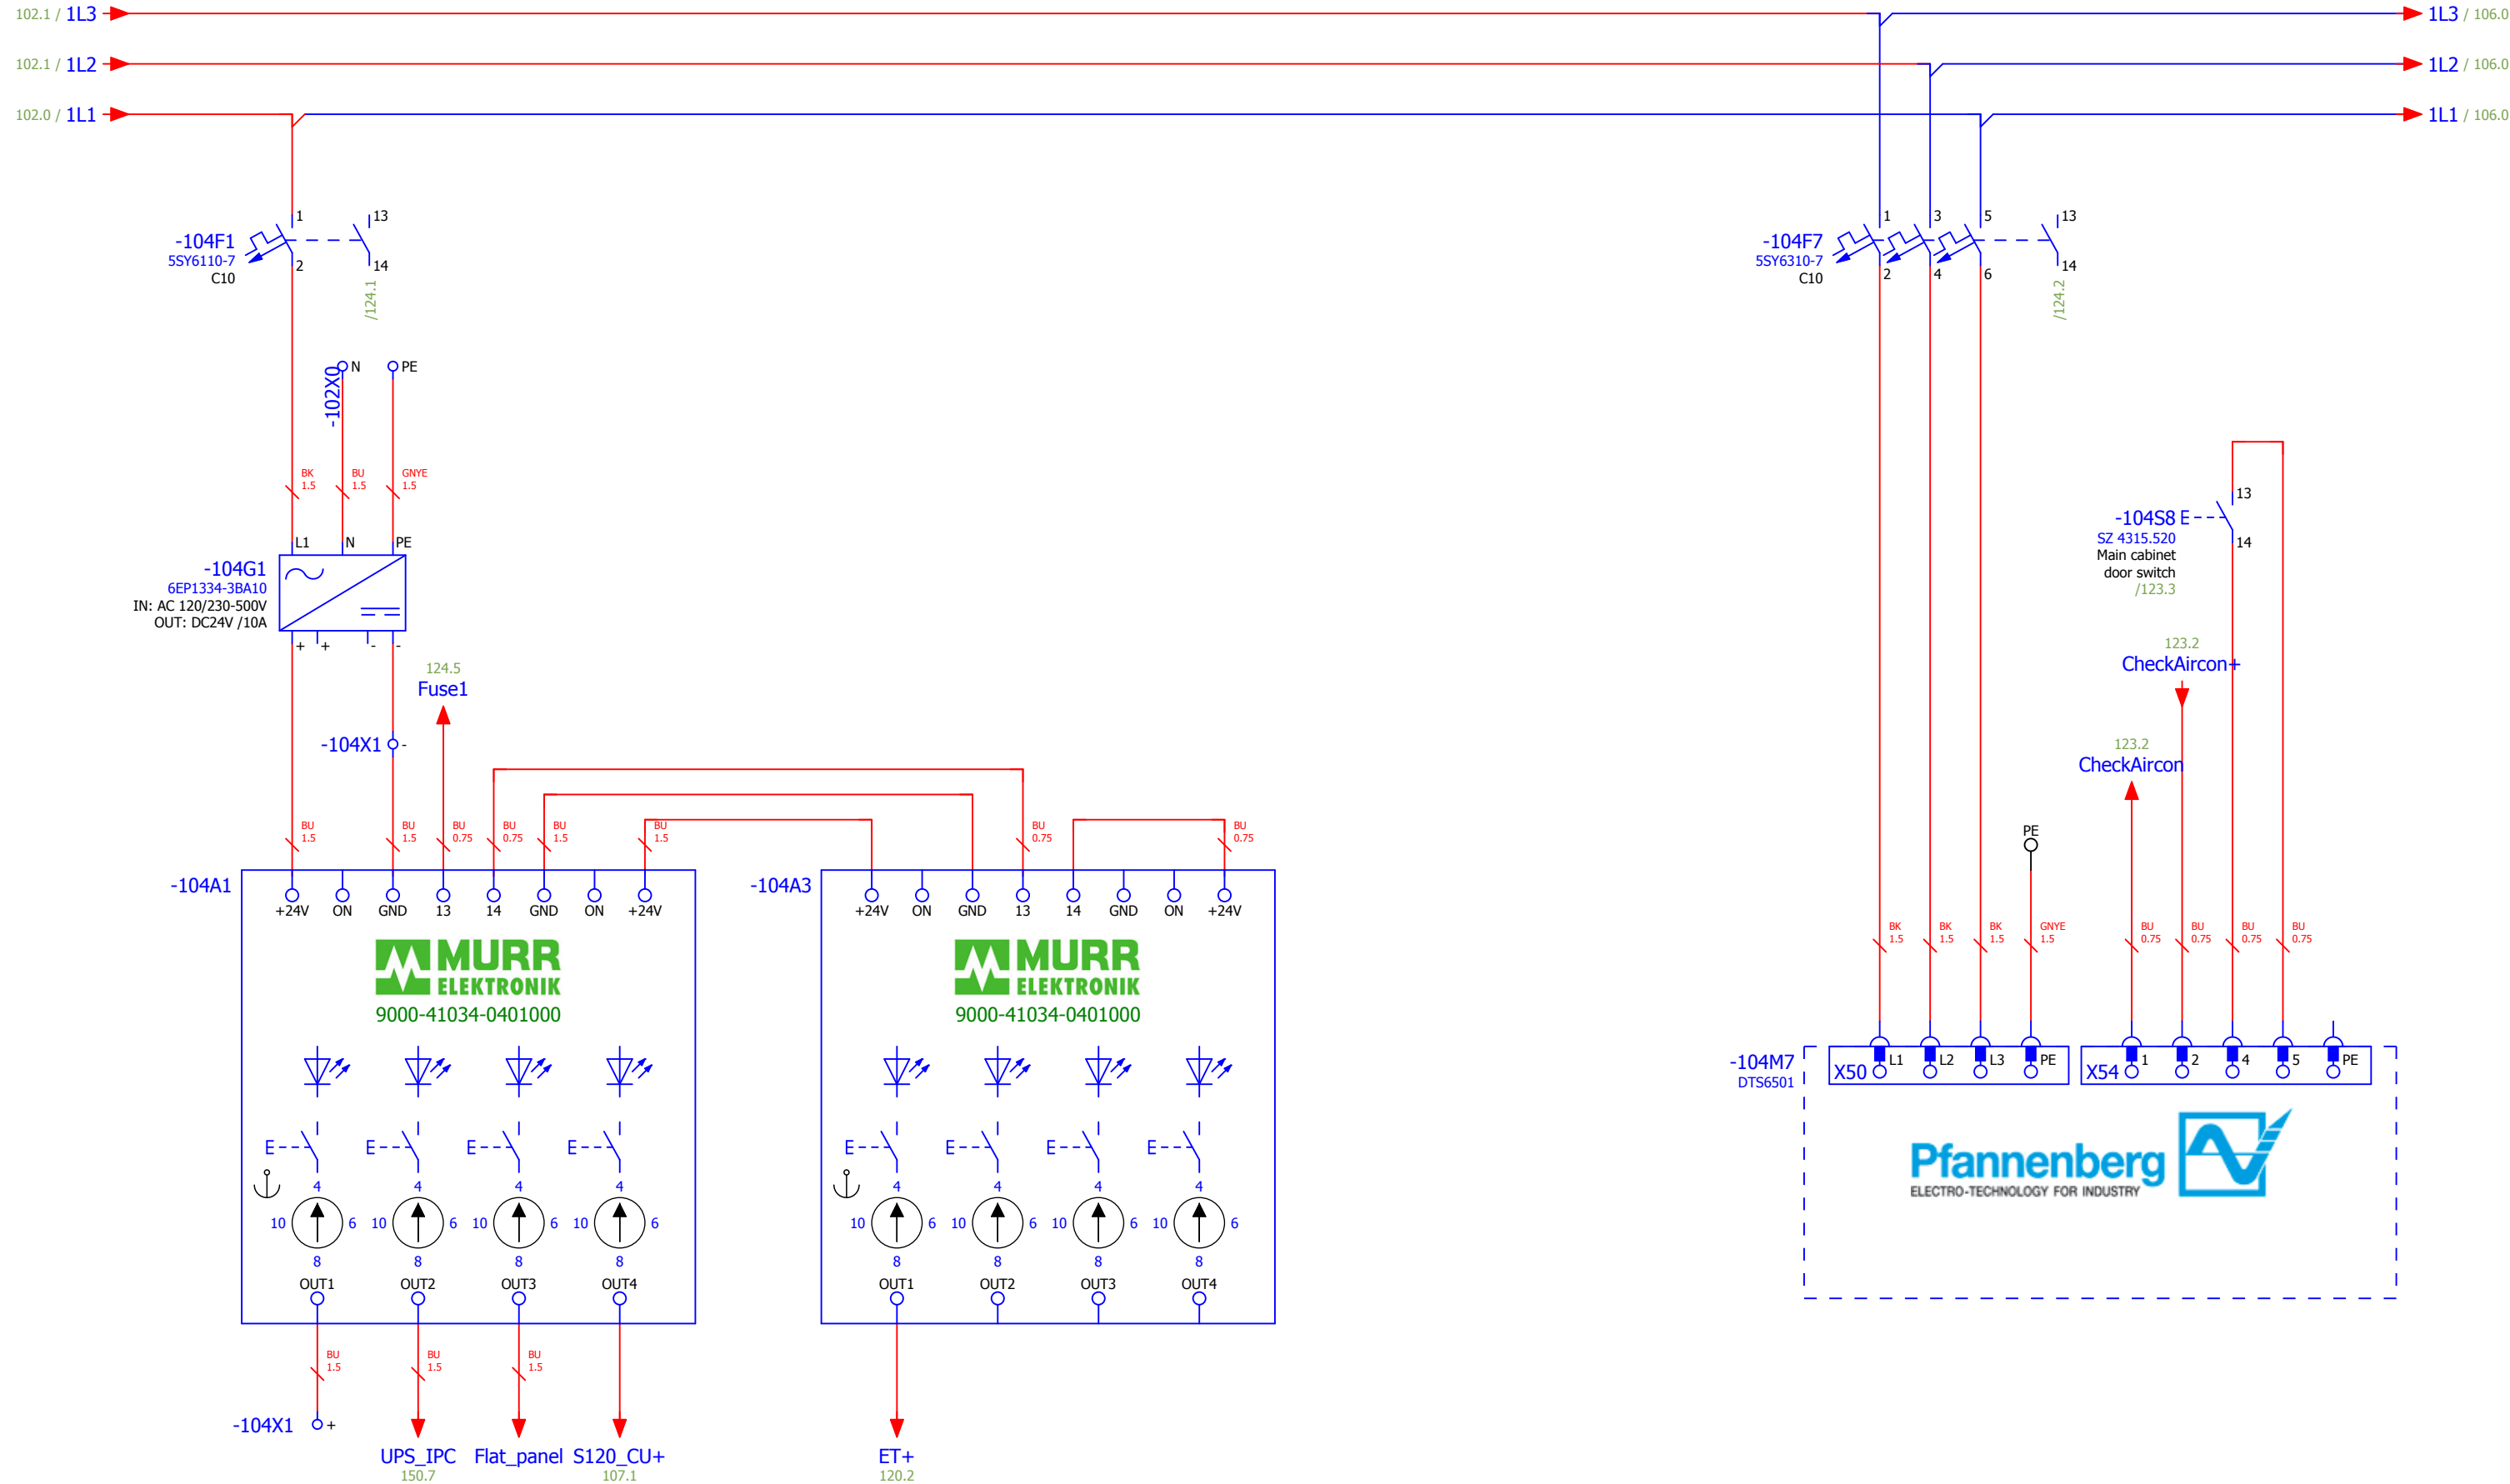 102.1 / 1L3
1L3 / 106.0
102.1 / 1L2
1L2 / 106.0
102.0 / 1L1
1L1 / 106.0
1
13
-104F1
5SY6110-7
C10
2
14
/124.1
1
3
5
13
-104F7
5SY6310-7
C10
2
4
6
14
/124.2
-102X0
N
PE
BK
1.5
BU
1.5
GNYE
1.5
L1
N
PE
-104G1
6EP1334-3BA10
IN: AC 120/230-500V
OUT: DC24V /10A
+
+
-
-
13
-104S8
SZ 4315.520
Main cabinet
door switch
/123.3
14
124.5
Fuse1
-104X1
-
123.2
CheckAircon+
123.2
CheckAircon
BU
1.5
BU
1.5
BU
0.75
BU
0.75
BU
1.5
BU
1.5
BU
0.75
BU
0.75
PE
-104A1
+24V
ON
GND
13
14
GND
ON
+24V
MURR
ELEKTRONIK
9000-41034-0401000
4
10
6
8
4
10
6
8
4
10
6
8
4
10
6
8
OUT1
OUT2
OUT3
OUT4
BU
1.5
BU
1.5
BU
1.5
-104X1
+
UPS_IPC
150.7
Flat_panel
S120_CU+
107.1
-104A3
+24V
ON
GND
13
14
GND
ON
+24V
MURR
ELEKTRONIK
9000-41034-0401000
4
10
6
8
4
10
6
8
4
10
6
8
4
10
6
8
OUT1
OUT2
OUT3
OUT4
ET+
120.2
BK
1.5
BK
1.5
BK
1.5
GNYE
1.5
BU
0.75
BU
0.75
BU
0.75
BU
0.75
-104M7
DTS6501
X50
L1
L2
L3
PE
X54
1
2
4
5
PE
Pfannenberg
ELECTRO-TECHNOLOGY FOR INDUSTRY